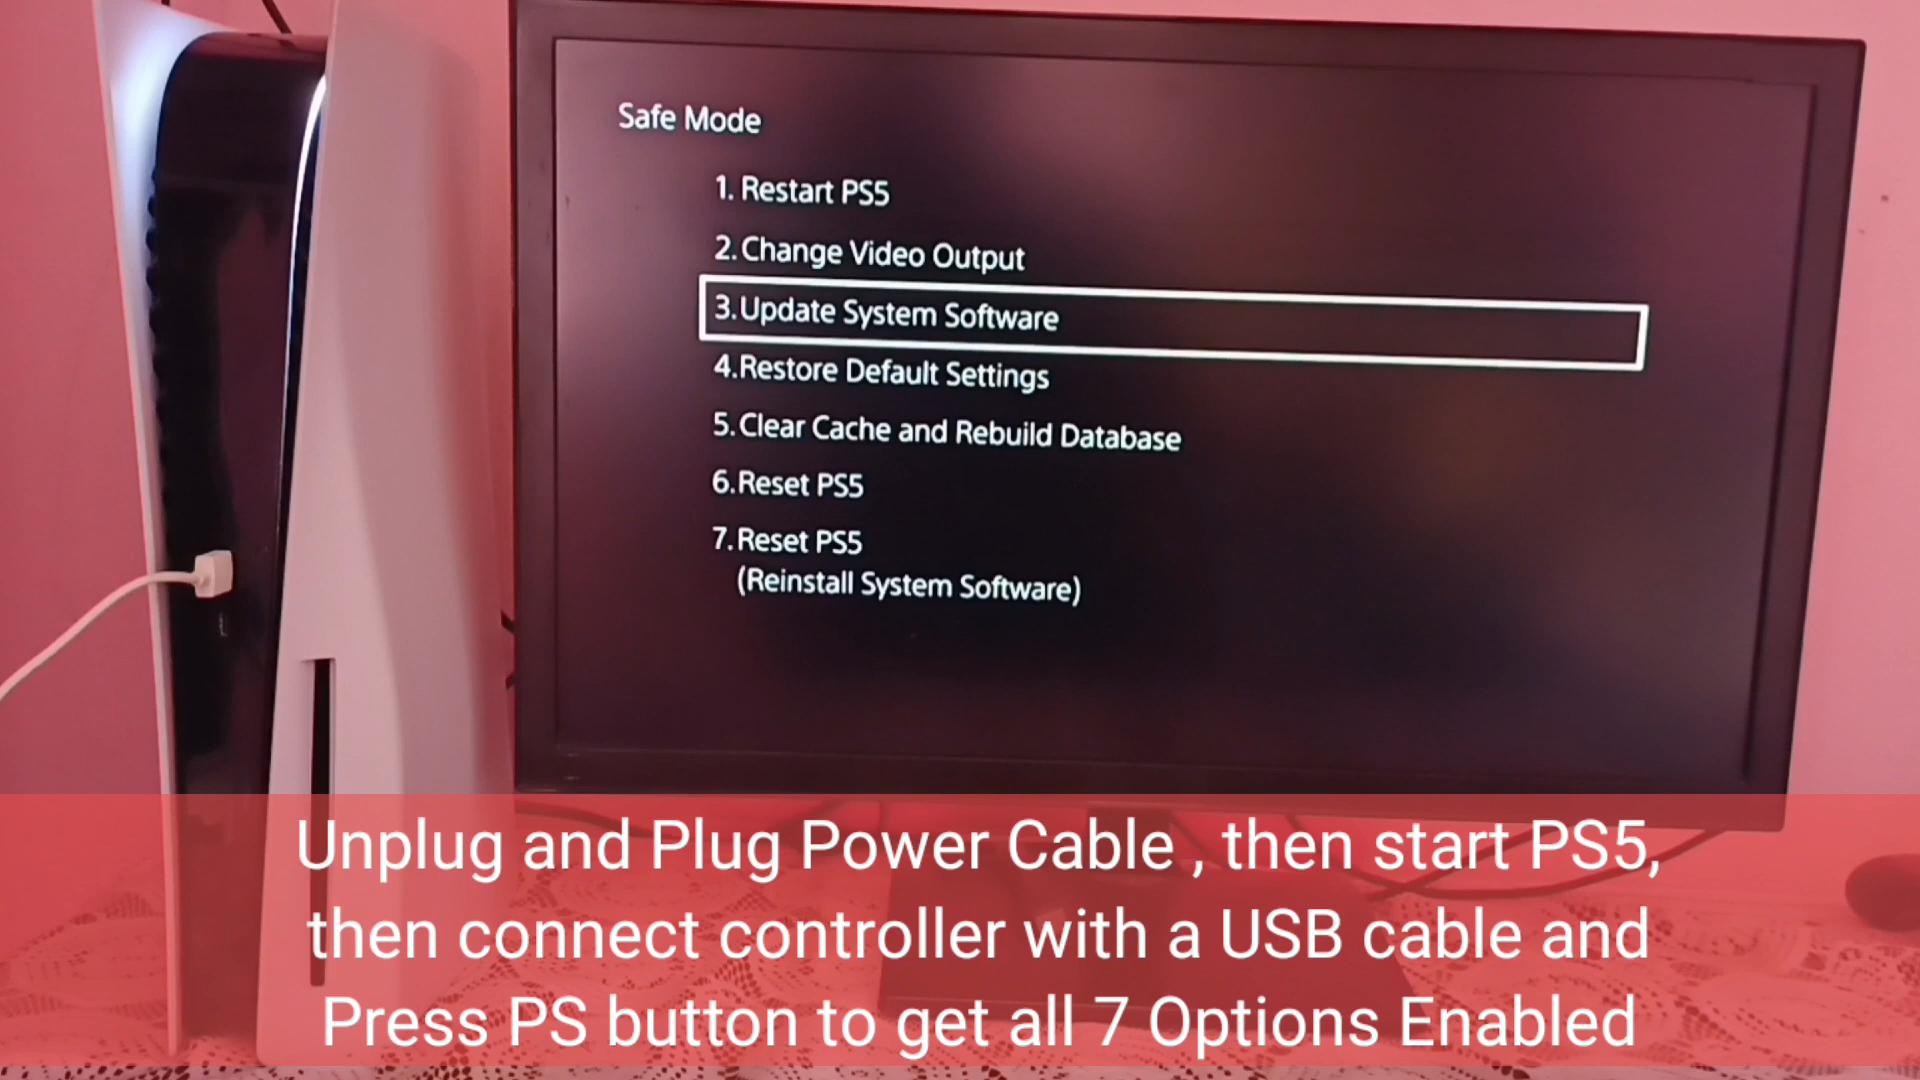 Safe Mode
1. Restart PS5
2. Change Video Output
3. Update System Software
4. Restore Default Settings
5. Clear Cache and Rebuild Database
6. Reset PS5
7. Reset PS5
(Reinstall System Software)
Unplug and Plug Power Cable , then start PS5,
then connect controller with a USB cable and
Press PS button to get all 7 Options Enabled